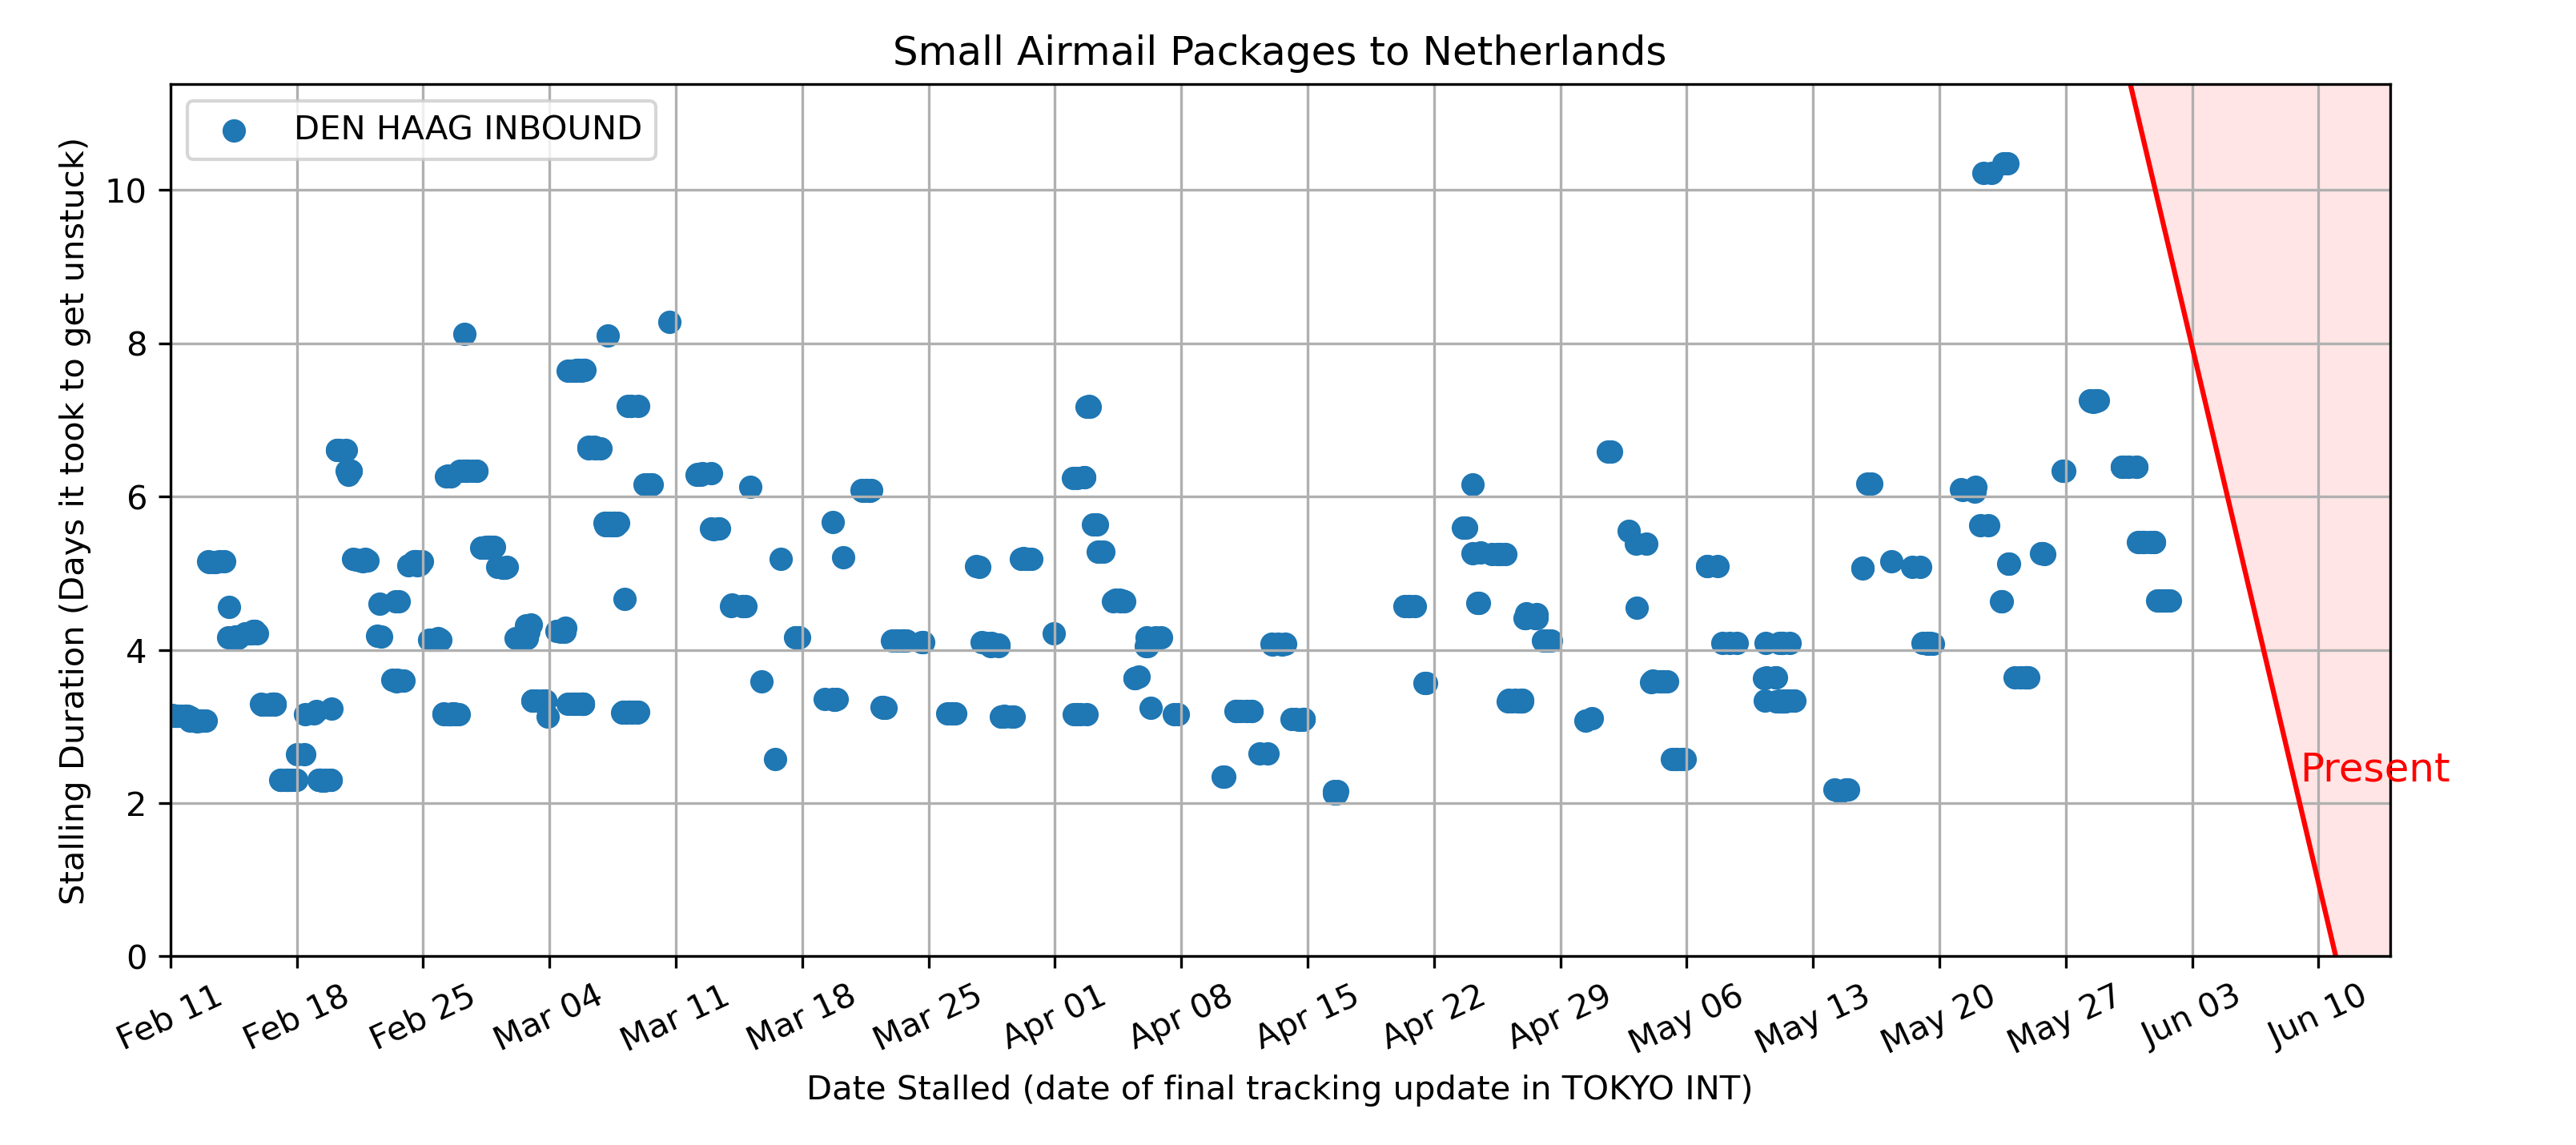 Small Airmail Packages to Netherlands
DEN HAAG INBOUND
Stalling Duration (Days it took to get unstuck)
10
8
6
4
2
0
Present
Feb 11
Feb 18
Feb 25
Mar 04
Mar 11
Mar 18
Mar 25
Apr 01
Apr 08
Apr 15
Apr 22
Apr 29
May 06
May 13
May 20
May 27
Jun 03
Jun 10
Date Stalled (date of final tracking update in TOKYO INT)